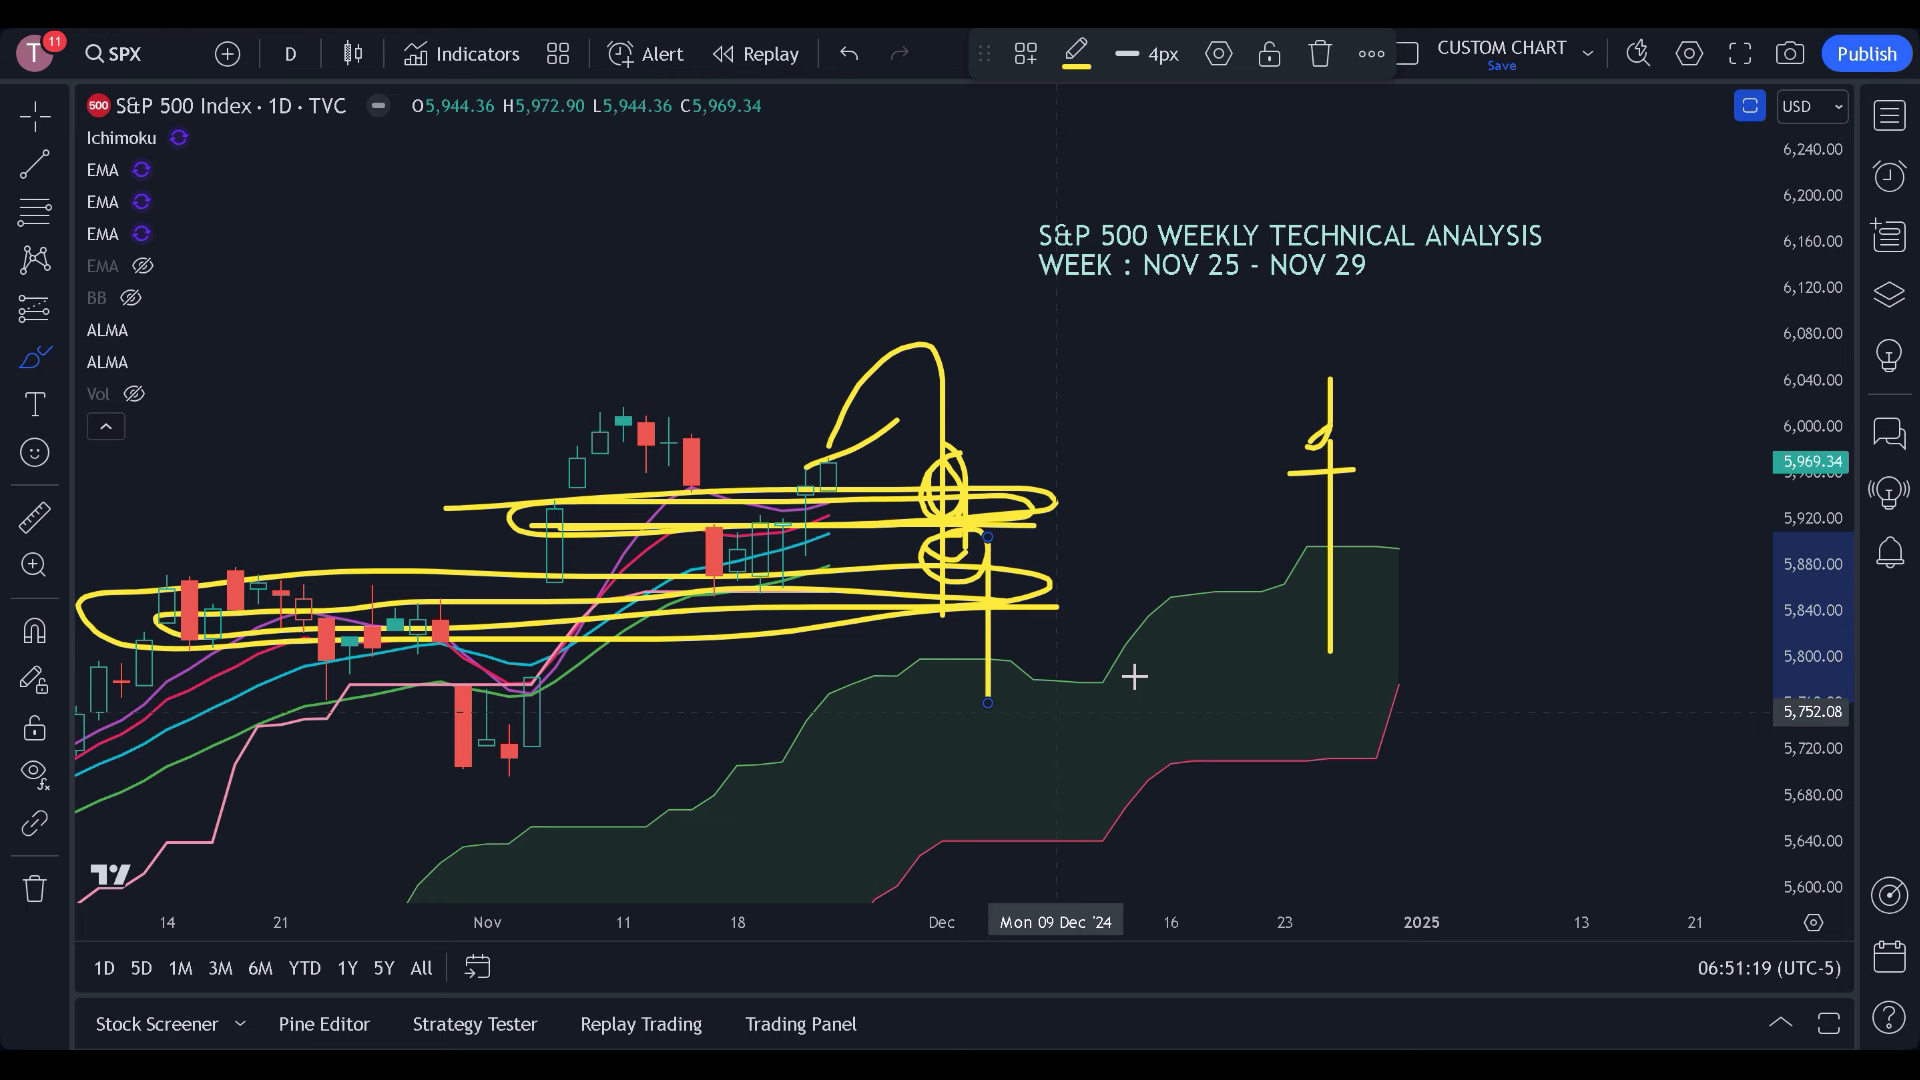 T 11 SPX D Indicators Alert Replay 4px CUSTOM CHART Save Publish
500 S&P 500 Index · 1D · TVC O5,944.36 H5,972.90 L5,944.36 C5,969.34 USD
Ichimoku
EMA
EMA
EMA
EMA
BB
ALMA
ALMA
Vol
S&P 500 WEEKLY TECHNICAL ANALYSIS
WEEK : NOV 25 - NOV 29
6,240.00
6,200.00
6,160.00
6,120.00
6,080.00
6,040.00
6,000.00
5,969.34
5,920.00
5,880.00
5,840.00
5,800.00
5,752.08
5,720.00
5,680.00
5,640.00
5,600.00
14 21 Nov 11 18 Dec Mon 09 Dec '24 16 23 2025 13 21
1D 5D 1M 3M 6M YTD 1Y 5Y All 06:51:19 (UTC-5)
Stock Screener Pine Editor Strategy Tester Replay Trading Trading Panel